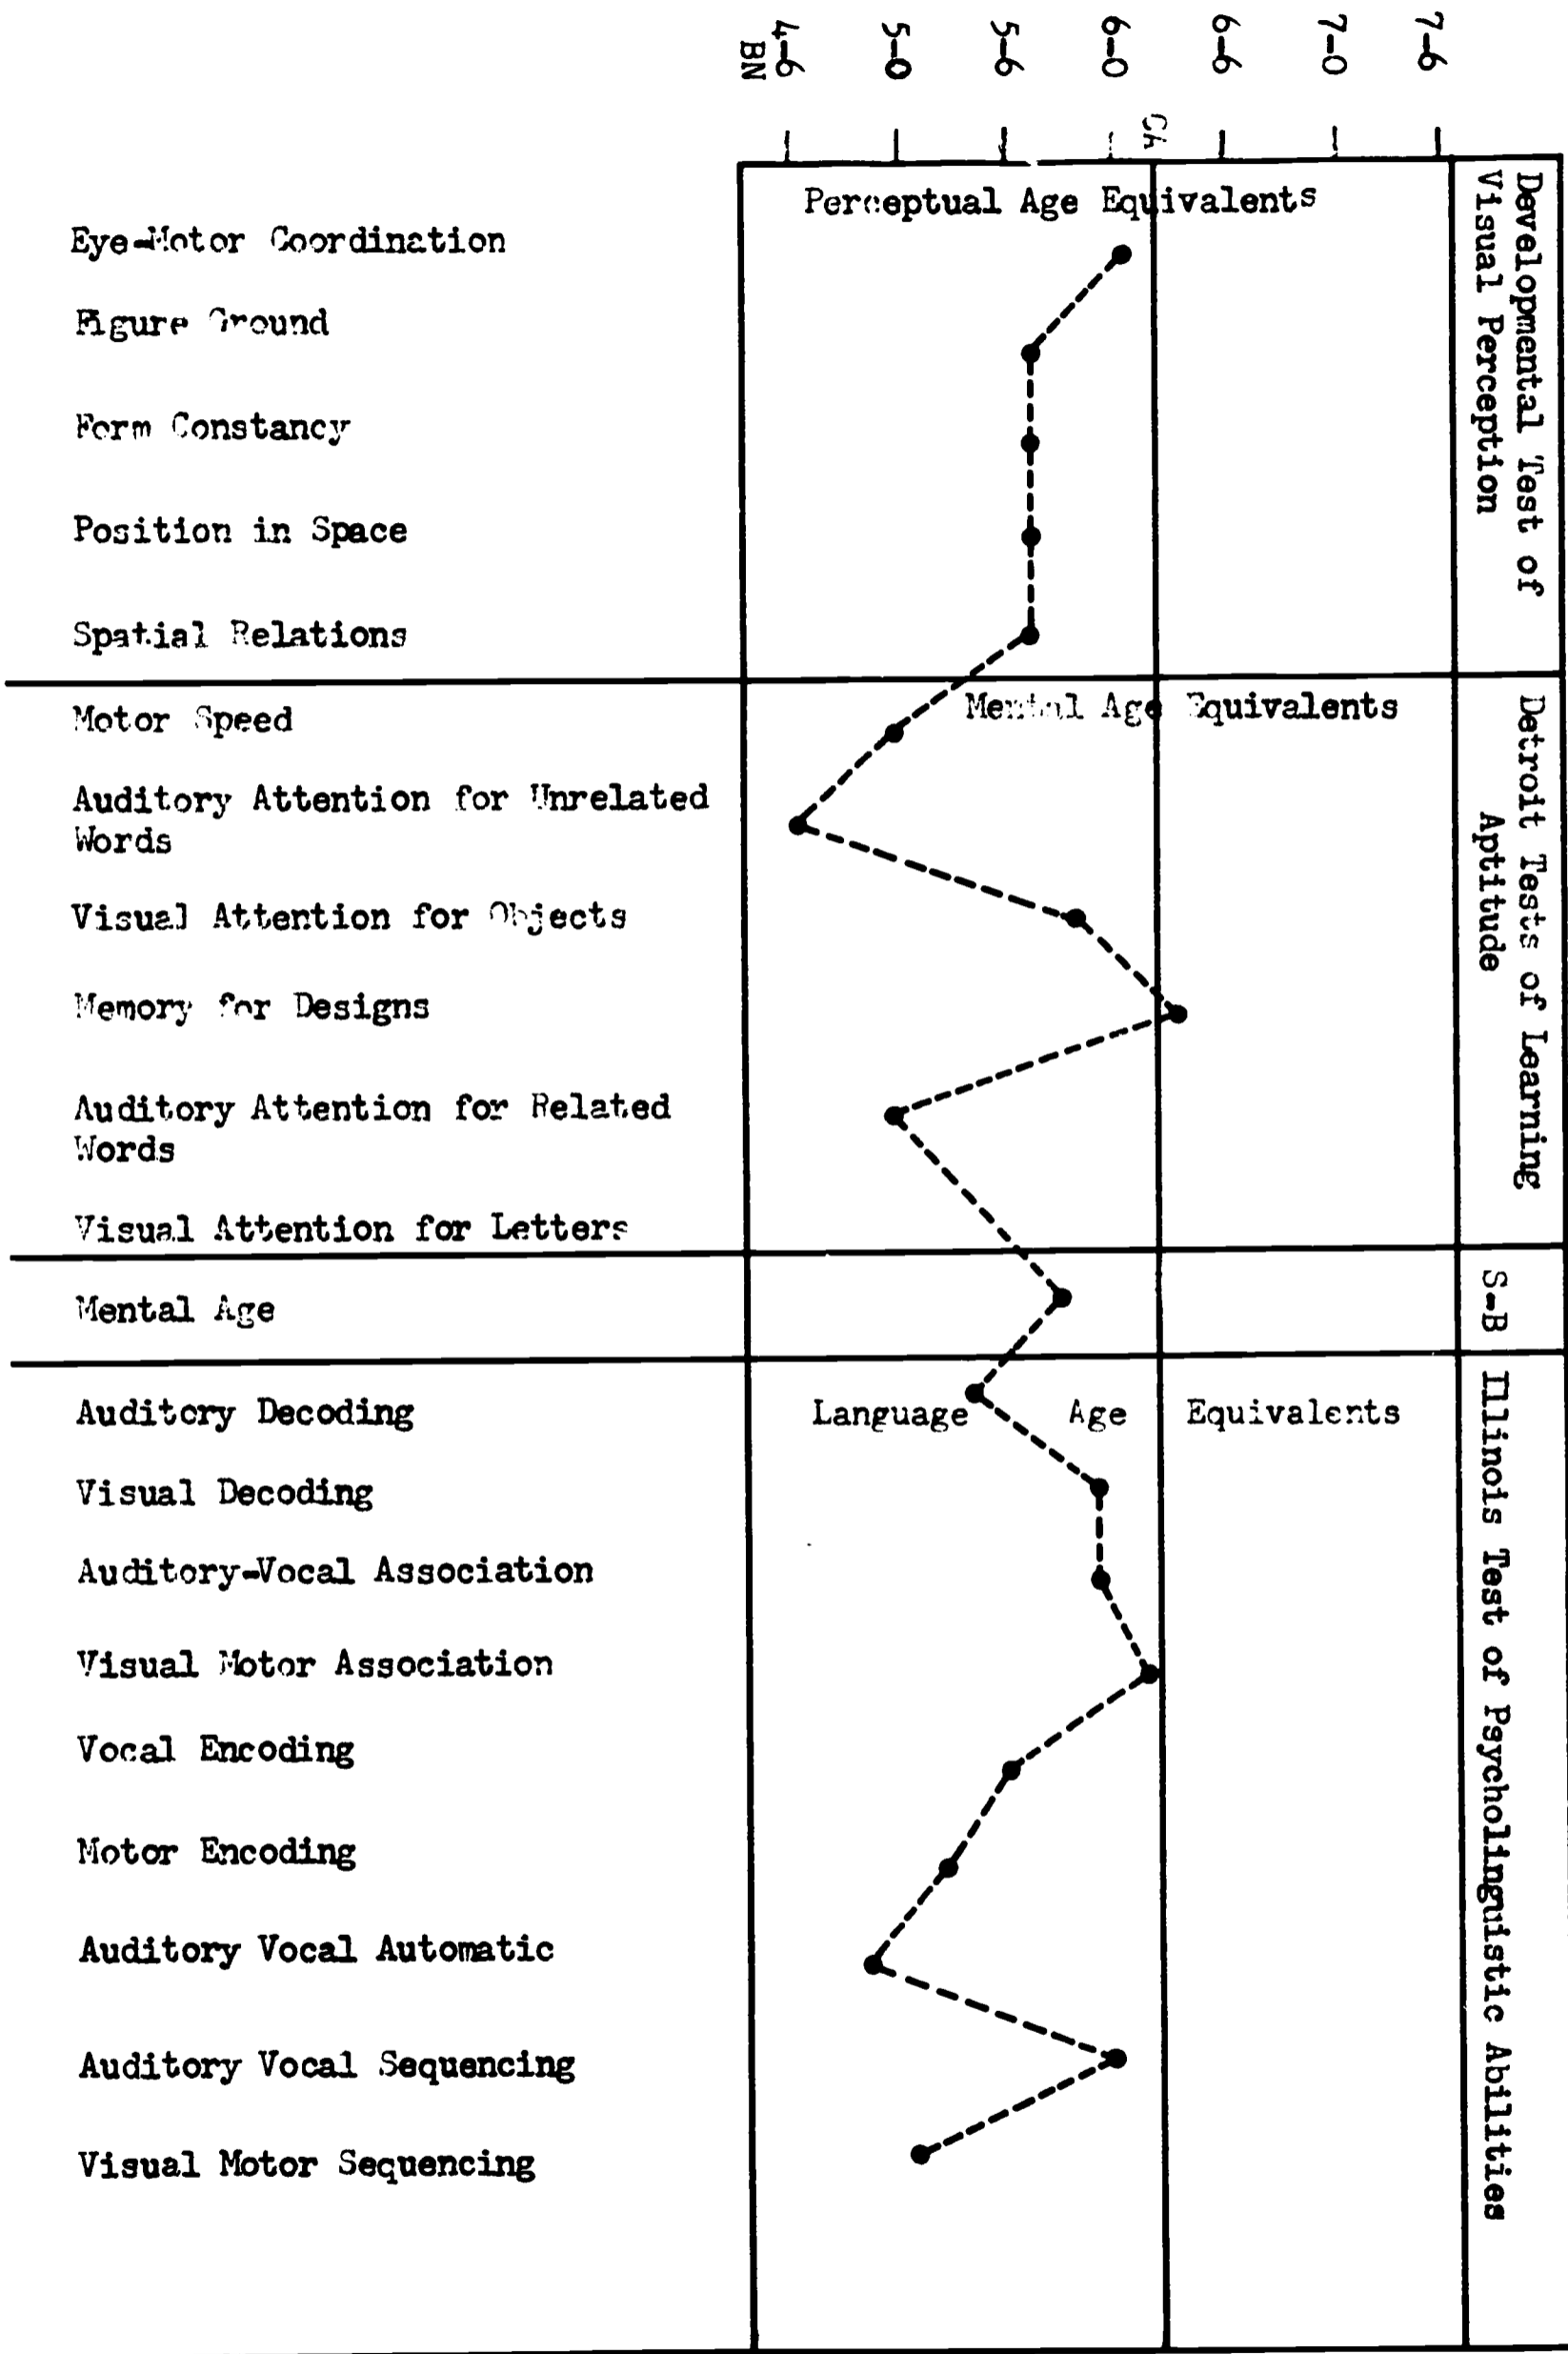 4-6
5-0
5-6
6-0
6-6
7-0
7-6
BN
CA
Perceptual Age Equivalents
Developmental Test of
Visual Perception
Eye-Motor Coordination
Figure Ground
Form Constancy
Position in Space
Spatial Relations
Mental Age Equivalents
Detroit Tests of Learning
Aptitude
Motor Speed
Auditory Attention for Unrelated
Words
Visual Attention for Objects
Memory for Designs
Auditory Attention for Related
Words
Visual Attention for Letters
S-B
Mental Age
Language Age Equivalents
Illinois Test of Psycholinguistic Abilities
Auditory Decoding
Visual Decoding
Auditory-Vocal Association
Visual Motor Association
Vocal Encoding
Motor Encoding
Auditory Vocal Automatic
Auditory Vocal Sequencing
Visual Motor Sequencing